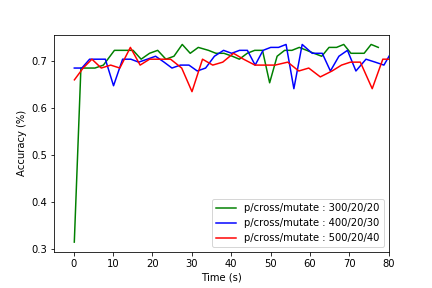 0.7
0.6
0.5
0.4
0.3
Accuracy (%)
p/cross/mutate : 300/20/20
p/cross/mutate : 400/20/30
p/cross/mutate : 500/20/40
0 10 20 30 40 50 60 70 80
Time (s)